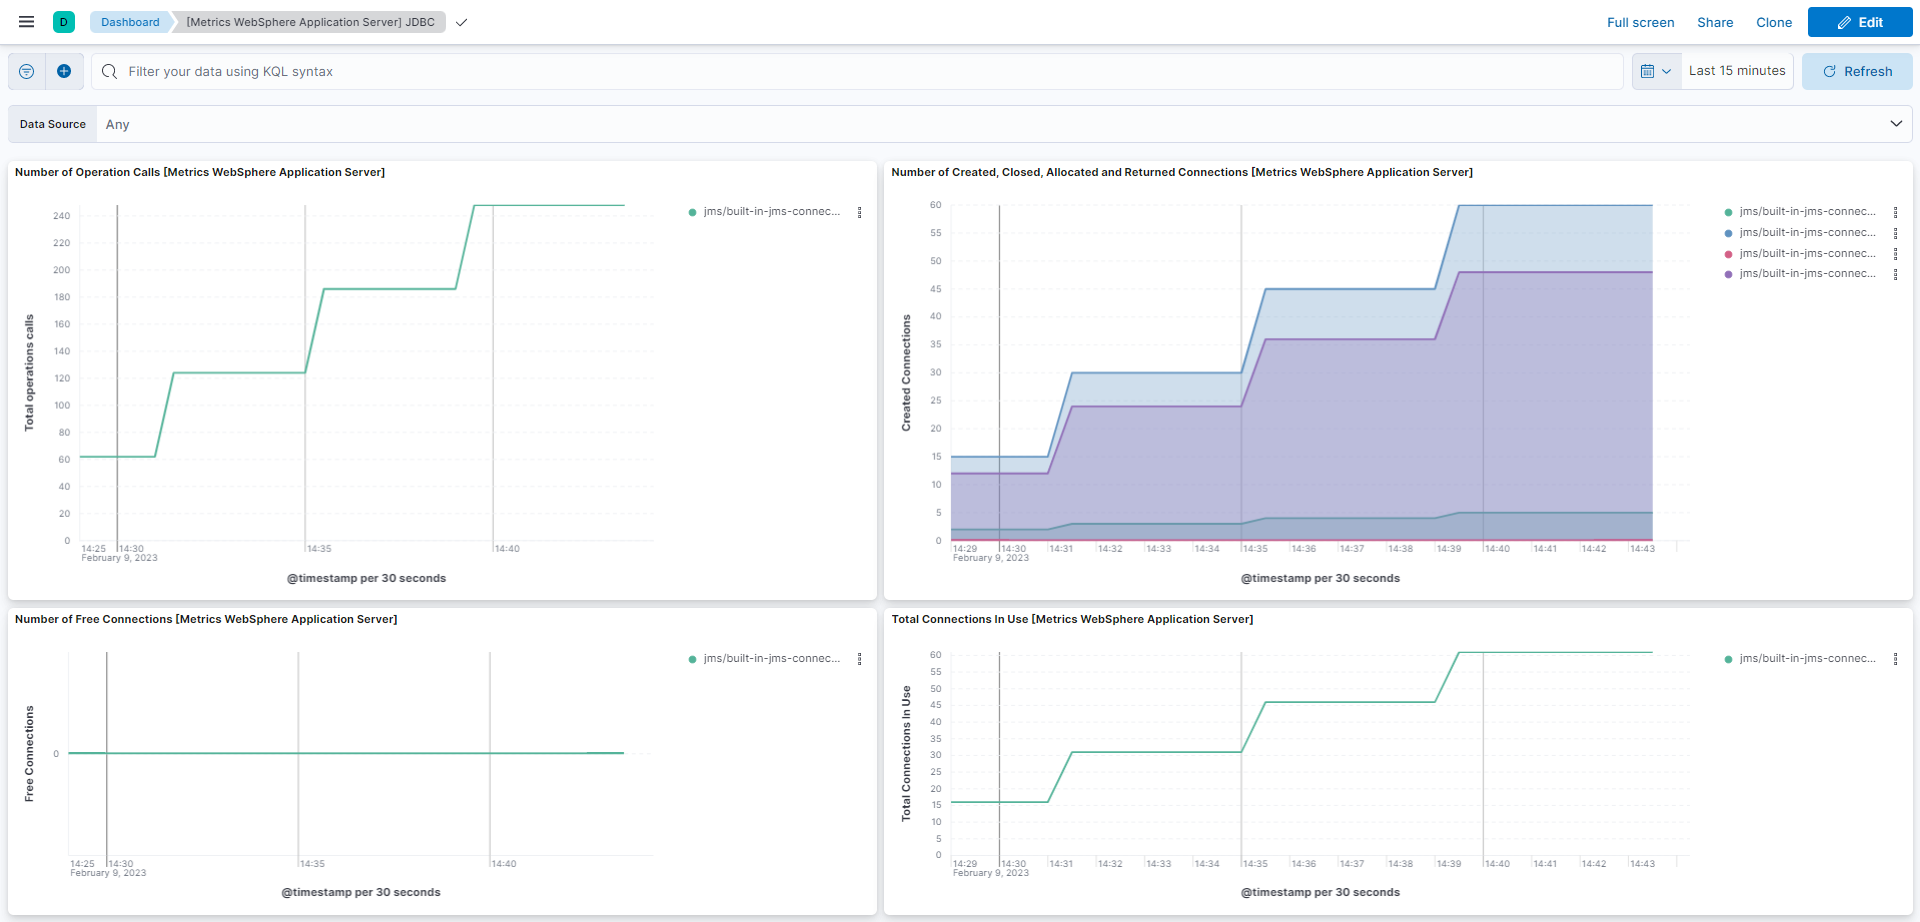 D Dashboard [Metrics WebSphere Application Server] JDBC Full screen Share Clone Edit
Filter your data using KQL syntax Last 15 minutes Refresh
Data Source Any
Number of Operation Calls [Metrics WebSphere Application Server]
Total operations calls
240
220
200
180
160
140
120
100
80
60
40
20
0
14:25 14:30 14:35 14:40
February 9, 2023
@timestamp per 30 seconds
jms/built-in-jms-connec...
Number of Created, Closed, Allocated and Returned Connections [Metrics WebSphere Application Server]
Created Connections
60
55
50
45
40
35
30
25
20
15
10
5
0
14:29 14:30 14:31 14:32 14:33 14:34 14:35 14:36 14:37 14:38 14:39 14:40 14:41 14:42 14:43
February 9, 2023
@timestamp per 30 seconds
jms/built-in-jms-connec...
jms/built-in-jms-connec...
jms/built-in-jms-connec...
jms/built-in-jms-connec...
Number of Free Connections [Metrics WebSphere Application Server]
Free Connections
0
14:25 14:30 14:35 14:40
February 9, 2023
@timestamp per 30 seconds
jms/built-in-jms-connec...
Total Connections In Use [Metrics WebSphere Application Server]
Total Connections In Use
60
55
50
45
40
35
30
25
20
15
10
5
0
14:29 14:30 14:31 14:32 14:33 14:34 14:35 14:36 14:37 14:38 14:39 14:40 14:41 14:42 14:43
February 9, 2023
@timestamp per 30 seconds
jms/built-in-jms-connec...